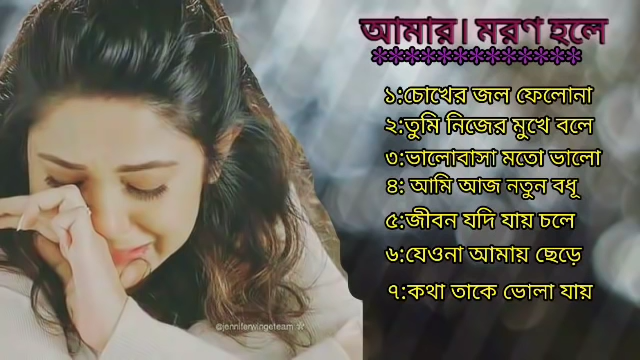 আমার। মরণ হলে
*************
১:চোখের জল ফেলোনা
২:তুমি নিজের মুখে বলে
৩:ভালোবাসা মতো ভালো
৪: আমি আজ নতুন বধূ
৫:জীবন যদি যায় চলে
৬:যেওনা আমায় ছেড়ে
৭:কথা তাকে ভোলা যায়
@jenniferwingeteam